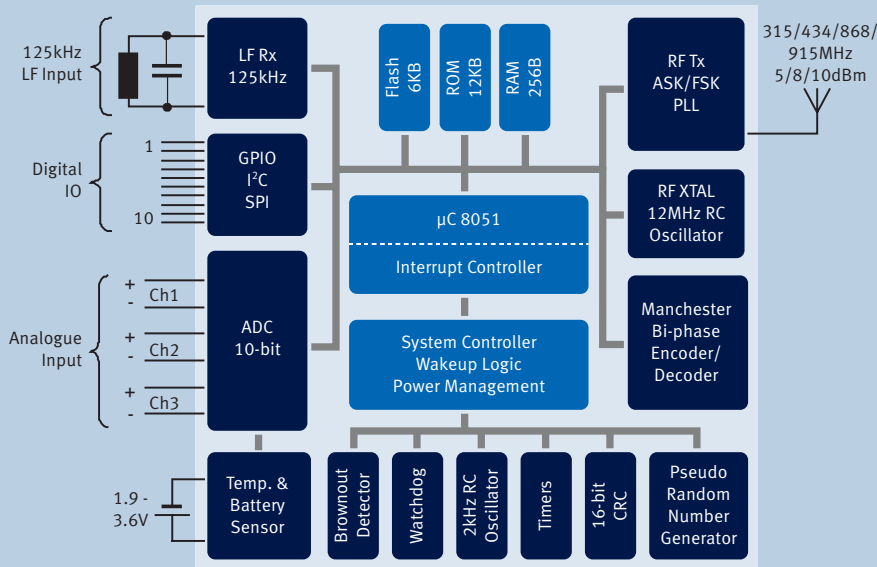 125kHz
LF Input
LF Rx
125kHz
Flash
6KB
ROM
12KB
RAM
256B
RF Tx
ASK/FSK
PLL
315/434/868/
915MHz
5/8/10dBm
Digital
IO
1
10
GPIO
I²C
SPI
µC 8051
Interrupt Controller
RF XTAL
12MHz RC
Oscillator
Analogue
Input
+
-
Ch1
+
-
Ch2
+
-
Ch3
ADC
10-bit
System Controller
Wakeup Logic
Power Management
Manchester
Bi-phase
Encoder/
Decoder
1.9 -
3.6V
Temp. &
Battery
Sensor
Brownout
Detector
Watchdog
2kHz RC
Oscillator
Timers
16-bit
CRC
Pseudo
Random
Number
Generator